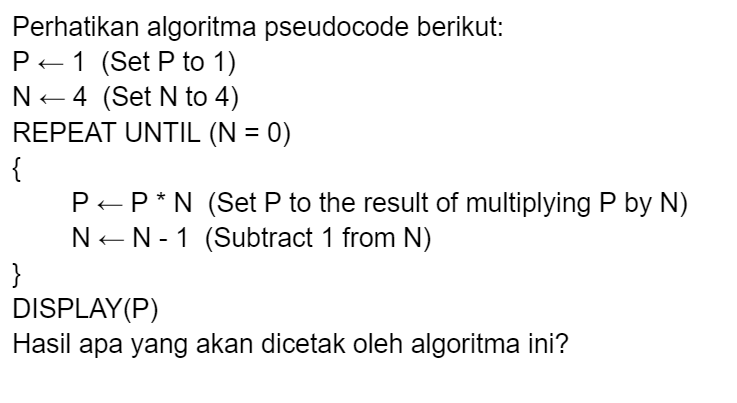 Perhatikan algoritma pseudocode berikut:
P ← 1 (Set P to 1)
N ← 4 (Set N to 4)
REPEAT UNTIL (N = 0)
{
P ← P * N (Set P to the result of multiplying P by N)
N ← N - 1 (Subtract 1 from N)
}
DISPLAY(P)
Hasil apa yang akan dicetak oleh algoritma ini?